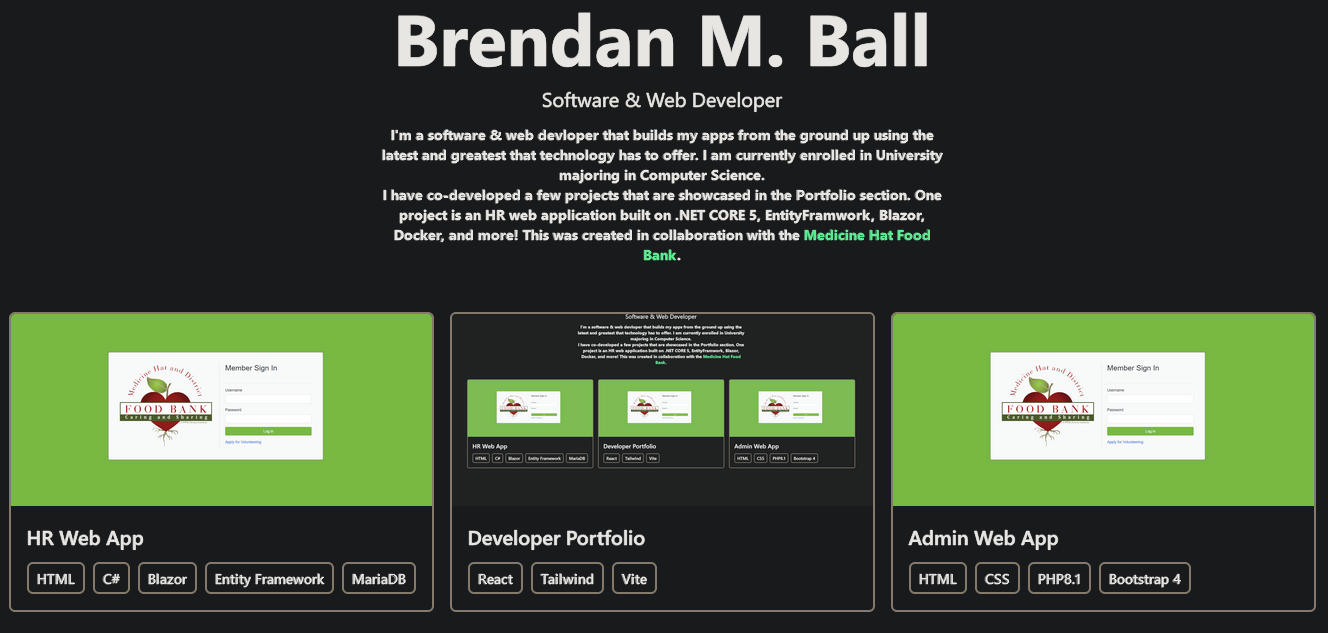 Brendan M. Ball
Software & Web Developer
I'm a software & web devloper that builds my apps from the ground up using the
latest and greatest that technology has to offer. I am currently enrolled in University
majoring in Computer Science.
I have co-developed a few projects that are showcased in the Portfolio section. One
project is an HR web application built on .NET CORE 5, EntityFramwork, Blazor,
Docker, and more! This was created in collaboration with the Medicine Hat Food
Bank.
Medicine Hat and District
FOOD BANK
Caring and Sharing
Member Sign In
Username
Password
Log in
Apply for Volunteering
HR Web App
HTML C# Blazor Entity Framework MariaDB
Software & Web Developer
I'm a software & web devloper that builds my apps from the ground up using the
latest and greatest that technology has to offer. I am currently enrolled in University
majoring in Computer Science.
I have co-developed a few projects that are showcased in the Portfolio section. One
project is an HR web application built on .NET CORE 5, EntityFramwork, Blazor,
Docker, and more! This was created in collaboration with the Medicine Hat Food
Bank.
FOOD BANK
FOOD BANK
FOOD BANK
HR Web App
HTML C# Blazor Entity Framework MariaDB
Developer Portfolio
React Tailwind Vite
Admin Web App
HTML CSS PHP8.1 Bootstrap 4
Developer Portfolio
React Tailwind Vite
Medicine Hat and District
FOOD BANK
Caring and Sharing
Member Sign In
Username
Password
Log in
Apply for Volunteering
Admin Web App
HTML CSS PHP8.1 Bootstrap 4